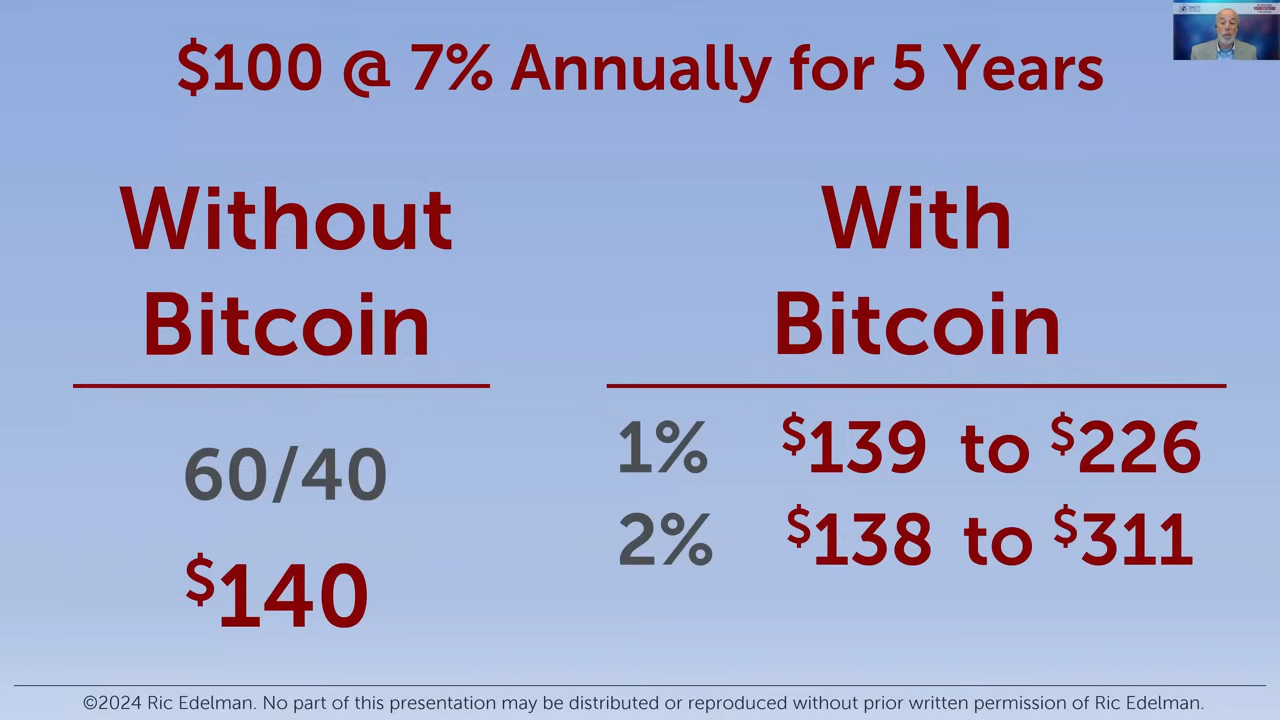 $100 @ 7% Annually for 5 Years
Without
Bitcoin
60/40
$140
With
Bitcoin
1% $139 to $226
2% $138 to $311
©2024 Ric Edelman. No part of this presentation may be distributed or reproduced without prior written permission of Ric Edelman.